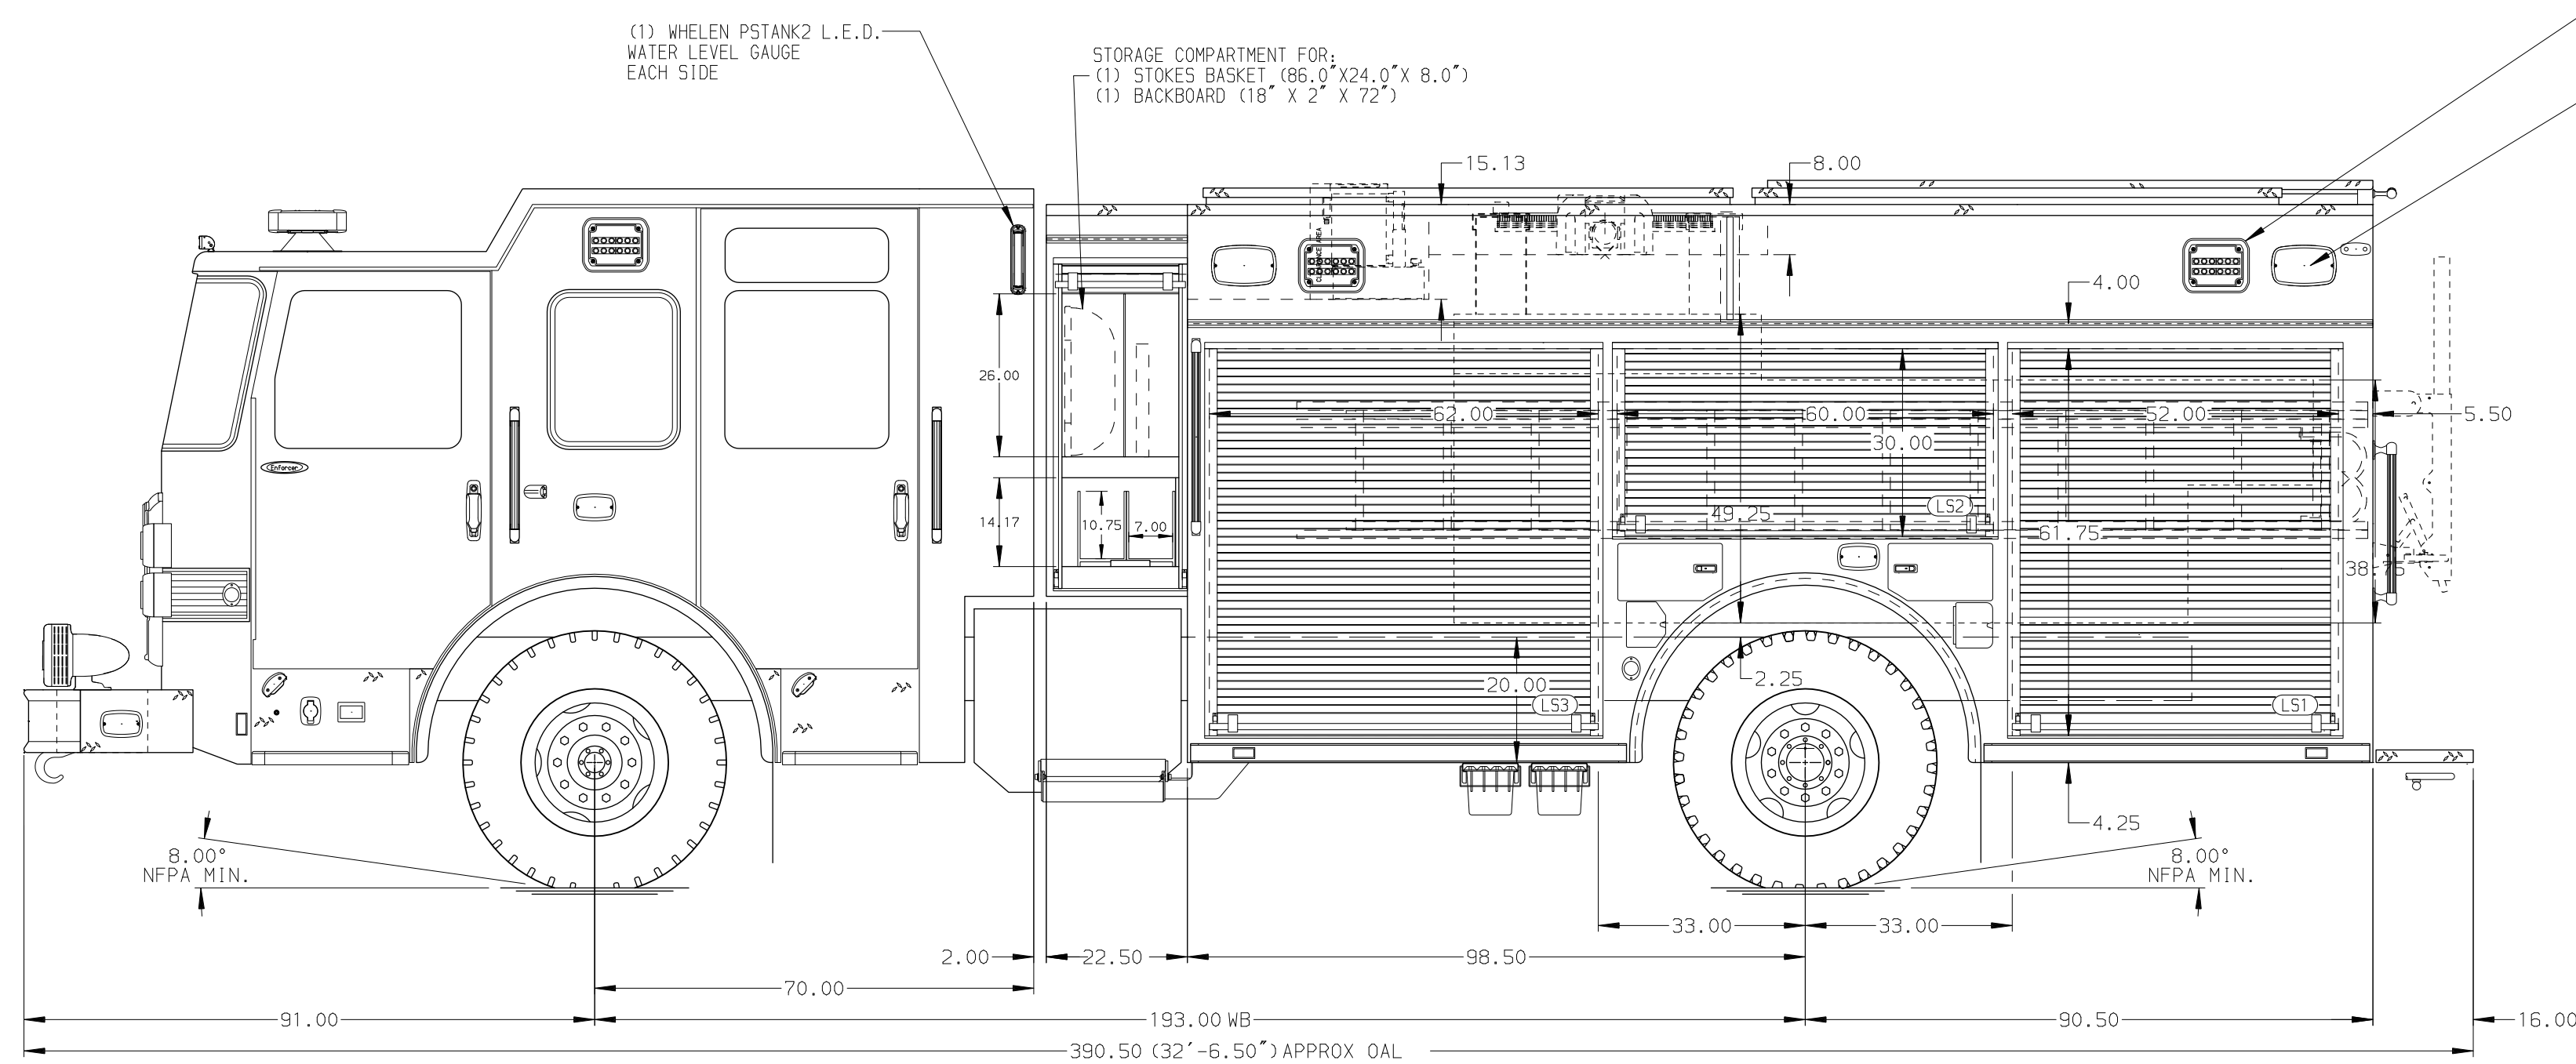 (1) WHELEN PSTANK2 L.E.D.
WATER LEVEL GAUGE
EACH SIDE
STORAGE COMPARTMENT FOR:
(1) STOKES BASKET (86.0"X24.0"X 8.0")
(1) BACKBOARD (18" X 2" X 72")
15.13
8.00
CLEARANCE AREA
4.00
26.00
62.00
60.00
52.00
5.50
30.00
Enforcer
LS2
14.17
10.75
7.00
49.25
61.75
38.75
20.00
2.25
LS3
LS1
4.25
8.00°
NFPA MIN.
8.00°
NFPA MIN.
33.00
33.00
2.00
22.50
98.50
70.00
91.00
193.00 WB
90.50
16.00
390.50 (32'-6.50") APPROX OAL